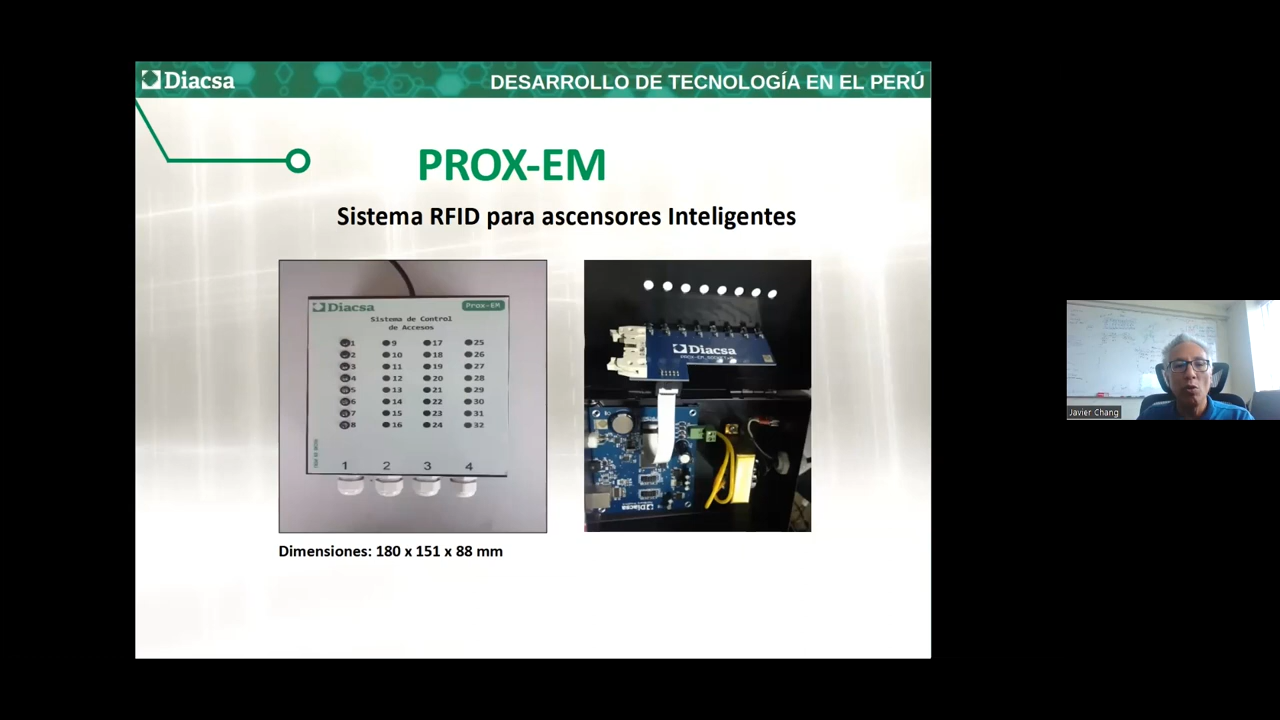 Diacsa
DESARROLLO DE TECNOLOGÍA EN EL PERÚ
PROX-EM
Sistema RFID para ascensores Inteligentes
Diacsa
Prox-EM
Sistema de Control
de Accesos
1 9 17 25
2 10 18 26
3 11 19 27
4 12 20 28
5 13 21 29
6 14 22 30
7 15 23 31
8 16 24 32
1 2 3 4
Diacsa
Diacsa
Dimensiones: 180 x 151 x 88 mm
Javier Chang